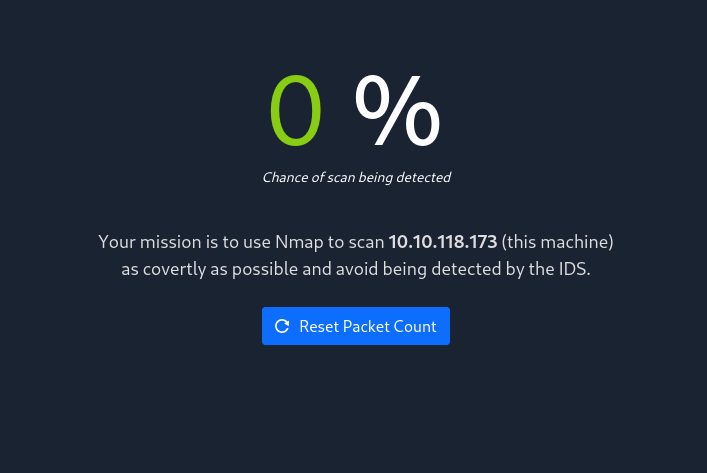 0 %
Chance of scan being detected
Your mission is to use Nmap to scan 10.10.118.173 (this machine)
as covertly as possible and avoid being detected by the IDS.
Reset Packet Count